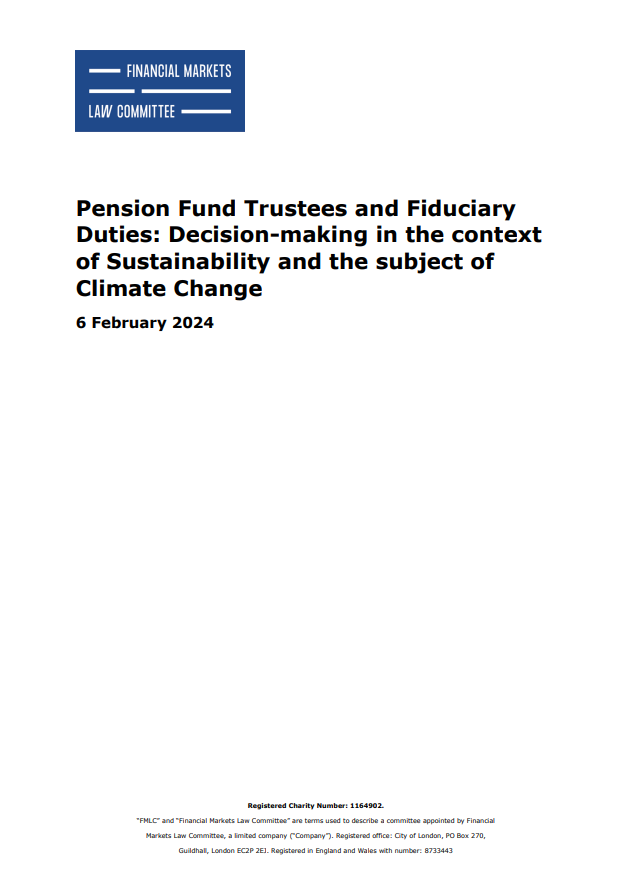 FINANCIAL MARKETS
LAW COMMITTEE
Pension Fund Trustees and Fiduciary
Duties: Decision-making in the context
of Sustainability and the subject of
Climate Change
6 February 2024
Registered Charity Number: 1164902.
"FMLC" and "Financial Markets Law Committee" are terms used to describe a committee appointed by Financial
Markets Law Committee, a limited company ("Company"). Registered office: City of London, PO Box 270,
Guildhall, London EC2P 2EJ. Registered in England and Wales with number: 8733443